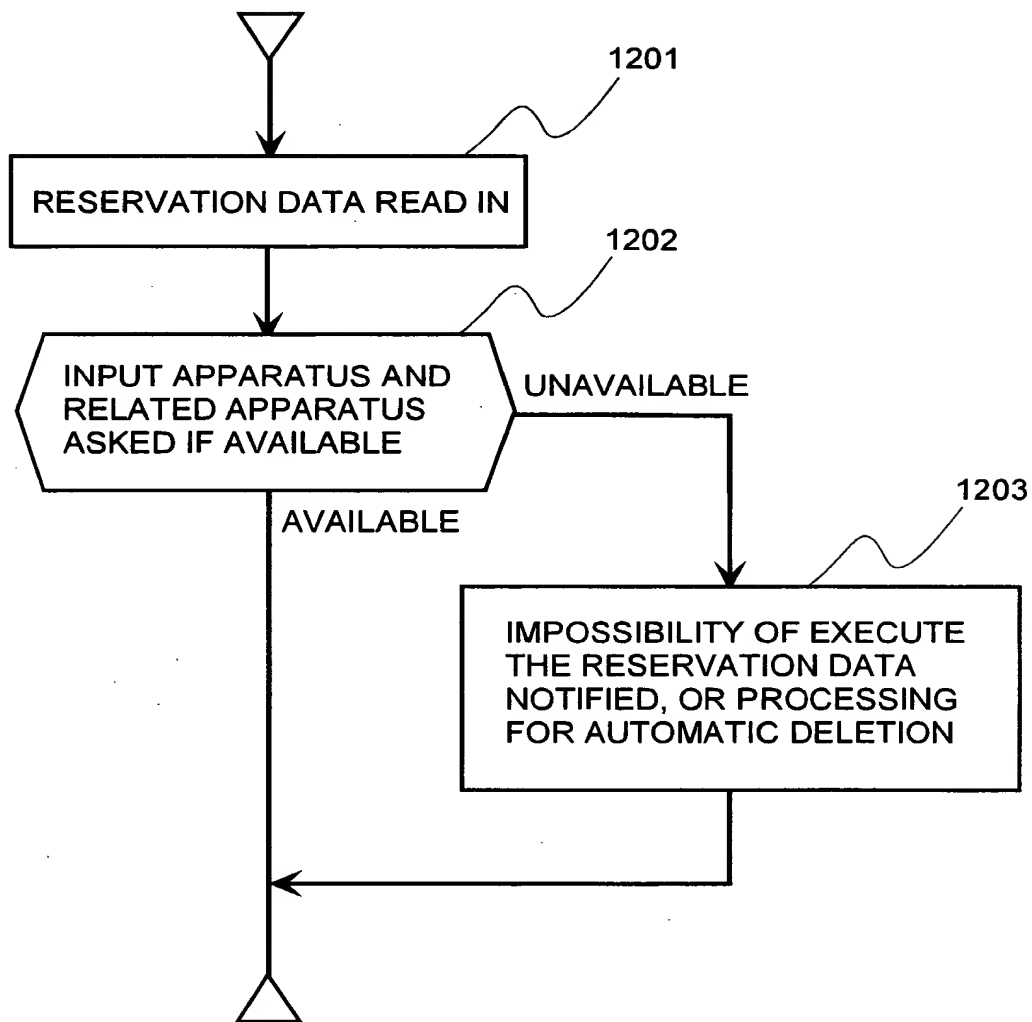 1201
RESERVATION DATA READ IN
1202
INPUT APPARATUS AND
RELATED APPARATUS
ASKED IF AVAILABLE
UNAVAILABLE
AVAILABLE
1203
IMPOSSIBILITY OF EXECUTE
THE RESERVATION DATA
NOTIFIED, OR PROCESSING
FOR AUTOMATIC DELETION